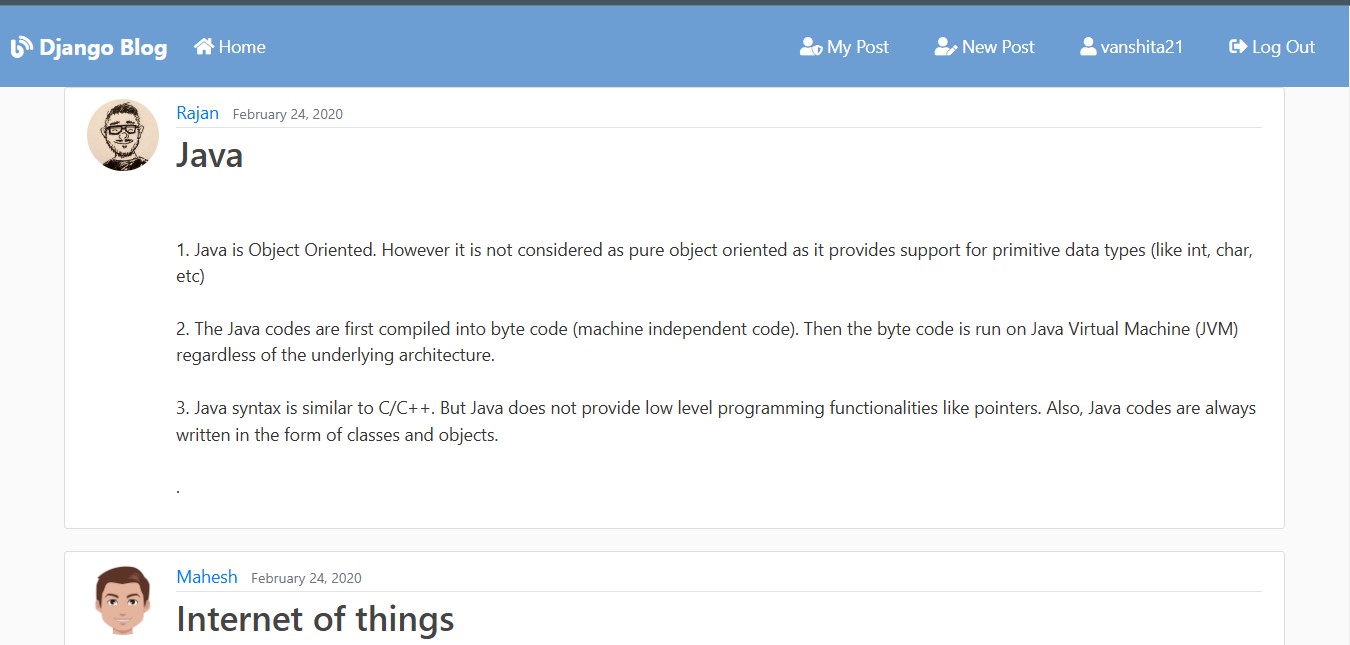 Django Blog Home My Post New Post vanshita21 Log Out
Rajan February 24, 2020
Java
1. Java is Object Oriented. However it is not considered as pure object oriented as it provides support for primitive data types (like int, char,
etc)
2. The Java codes are first compiled into byte code (machine independent code). Then the byte code is run on Java Virtual Machine (JVM)
regardless of the underlying architecture.
3. Java syntax is similar to C/C++. But Java does not provide low level programming functionalities like pointers. Also, Java codes are always
written in the form of classes and objects.
.
Mahesh February 24, 2020
Internet of things